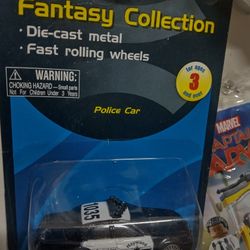 Fantasy Collection
• Die-cast metal
• Fast rolling wheels
WARNING:
CHOKING HAZARD—Small parts
Not For Children Under 3 Years
for ages
3
and over
Police Car
MARVEL
1035